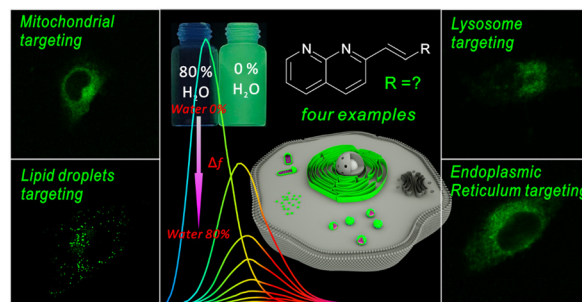 Mitochondrial
targeting
80 %
H₂O
0 %
H₂O
Water 0%
Δf
Water 80%
N
N
R
R =?
four examples
Lysosome
targeting
Lipid droplets
targeting
Endoplasmic
Reticulum targeting